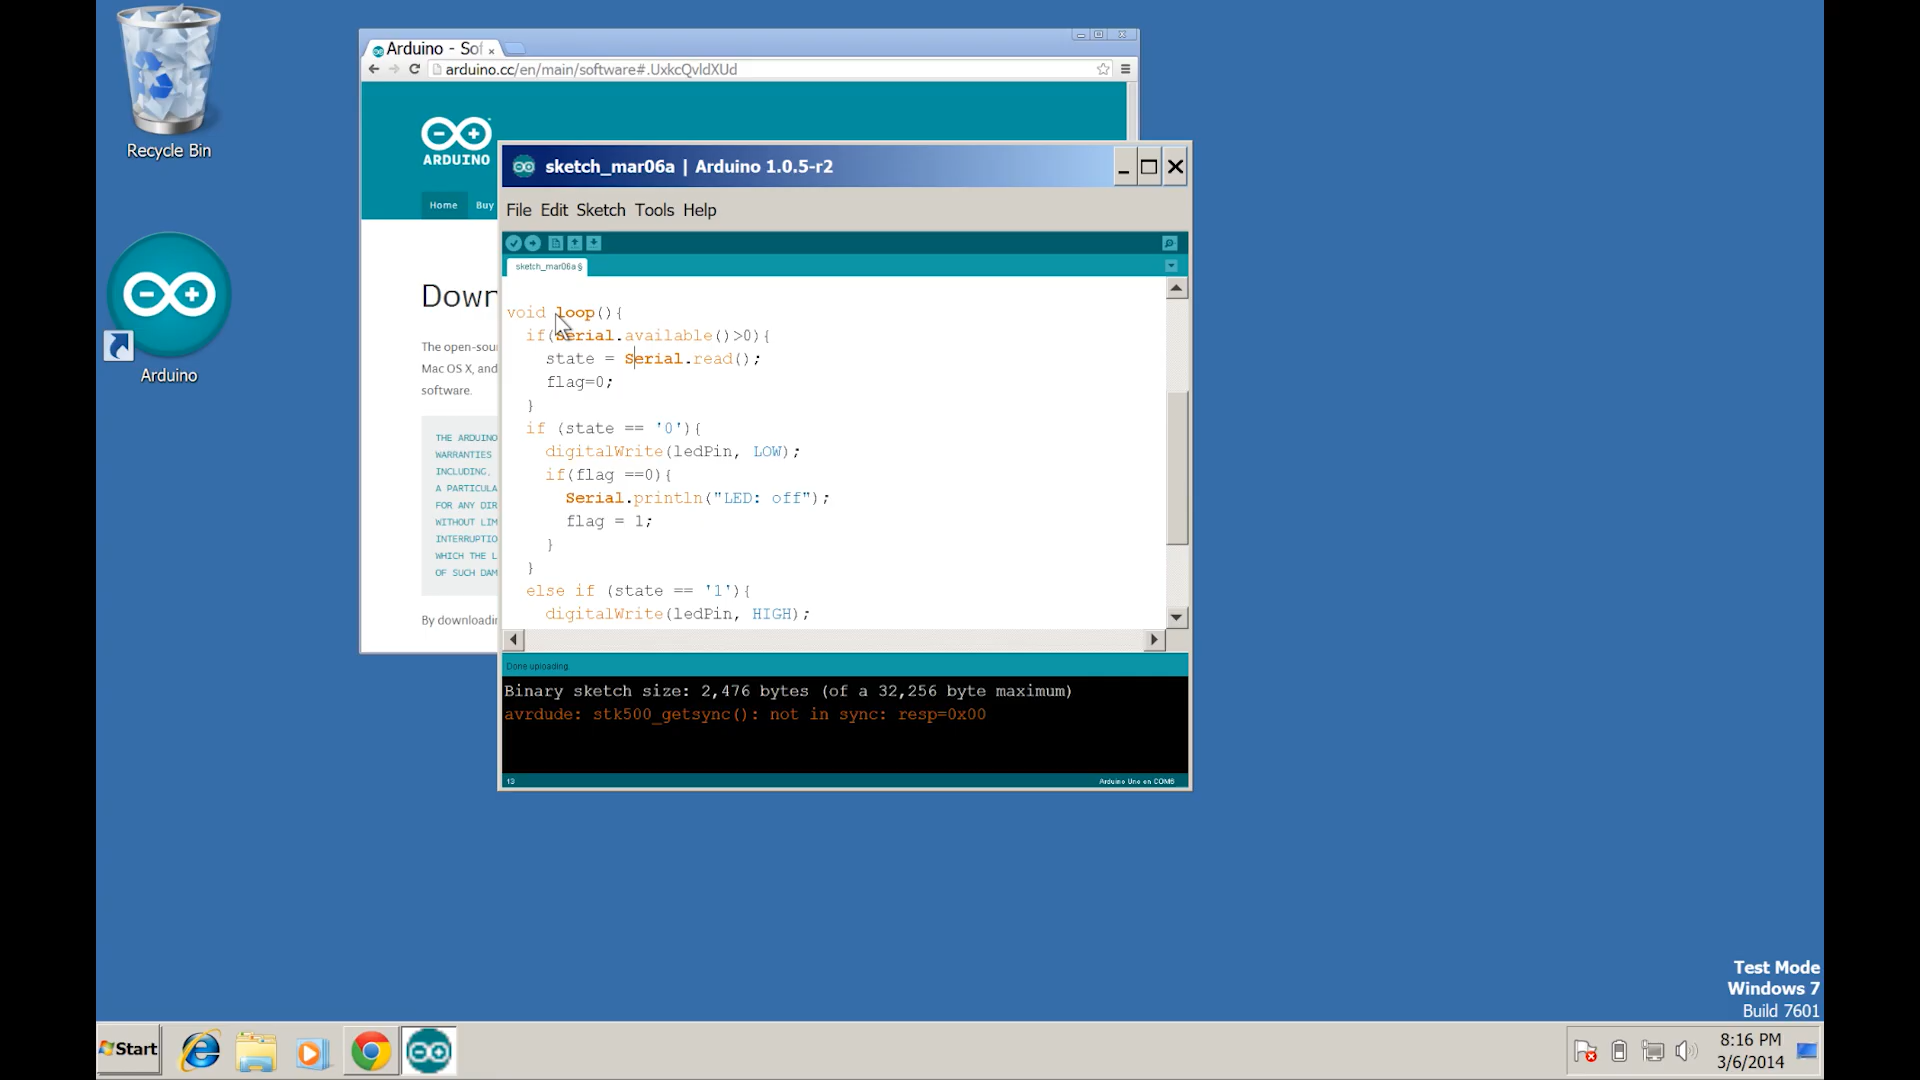 Recycle Bin
Arduino
Arduino - Sof
arduino.cc/en/main/software#.UxkcQvldXUd
ARDUINO
Home Buy
Down
The open-sour
Mac OS X, and
software.
THE ARDUINO
WARRANTIES
INCLUDING,
A PARTICULA
FOR ANY DIR
WITHOUT LIM
INTERRUPTIO
WHICH THE L
OF SUCH DAM
By downloadin
sketch_mar06a | Arduino 1.0.5-r2
File Edit Sketch Tools Help
sketch_mar06a §
void loop(){
if(Serial.available()>0){
state = Serial.read();
flag=0;
}
if (state == '0'){
digitalWrite(ledPin, LOW);
if(flag ==0){
Serial.println("LED: off");
flag = 1;
}
}
else if (state == '1'){
digitalWrite(ledPin, HIGH);
Done uploading.
Binary sketch size: 2,476 bytes (of a 32,256 byte maximum)
avrdude: stk500_getsync(): not in sync: resp=0x00
13
Arduino Uno en COM6
Test Mode
Windows 7
Build 7601
Start
8:16 PM
3/6/2014